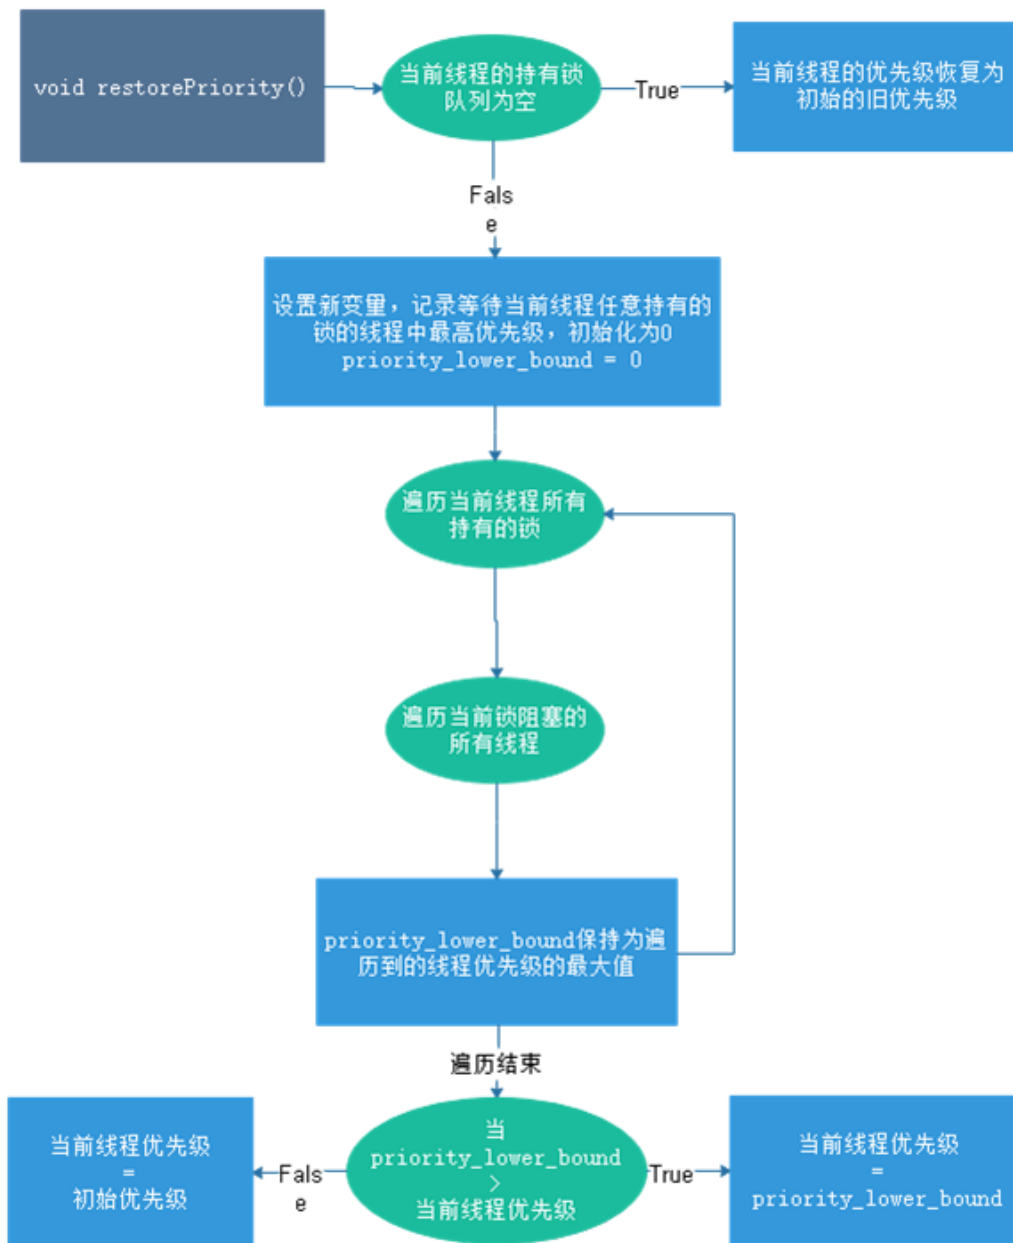 void restorePriority()
当前线程的持有锁
队列为空
True
当前线程的优先级恢复为
初始的旧优先级
Fals
e
设置新变量，记录等待当前线程任意持有的
锁的线程中最高优先级，初始化为0
priority_lower_bound = 0
遍历当前线程所有
持有的锁
遍历当前锁阻塞的
所有线程
priority_lower_bound保持为遍
历到的线程优先级的最大值
遍历结束
当
priority_lower_bound
>
当前线程优先级
Fals
e
当前线程优先级
=
初始优先级
True
当前线程优先级
=
priority_lower_bound